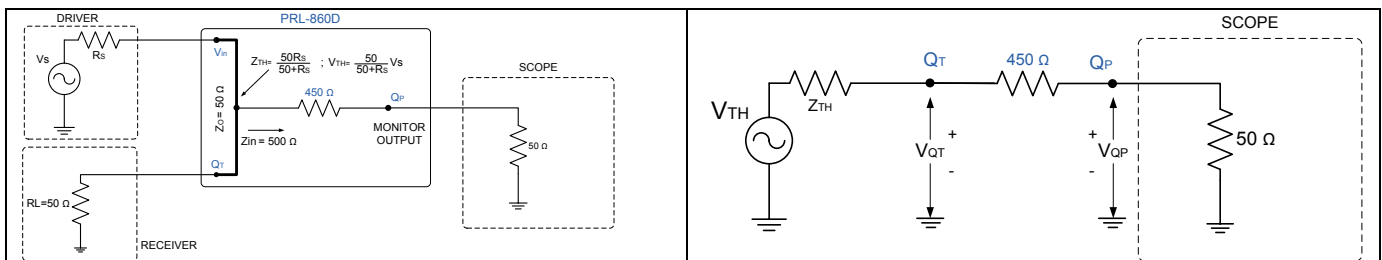 DRIVER
PRL-860D
Vs
Rs
Vin
ZTH= 50Rs/50+Rs ; VTH= 50/50+Rs Vs
Zo = 50 Ω
450 Ω
QP
Zin = 500 Ω
MONITOR
OUTPUT
SCOPE
50 Ω
QT
RL=50 Ω
RECEIVER
SCOPE
VTH
ZTH
QT
450 Ω
QP
+
VQT
-
+
VQP
-
50 Ω